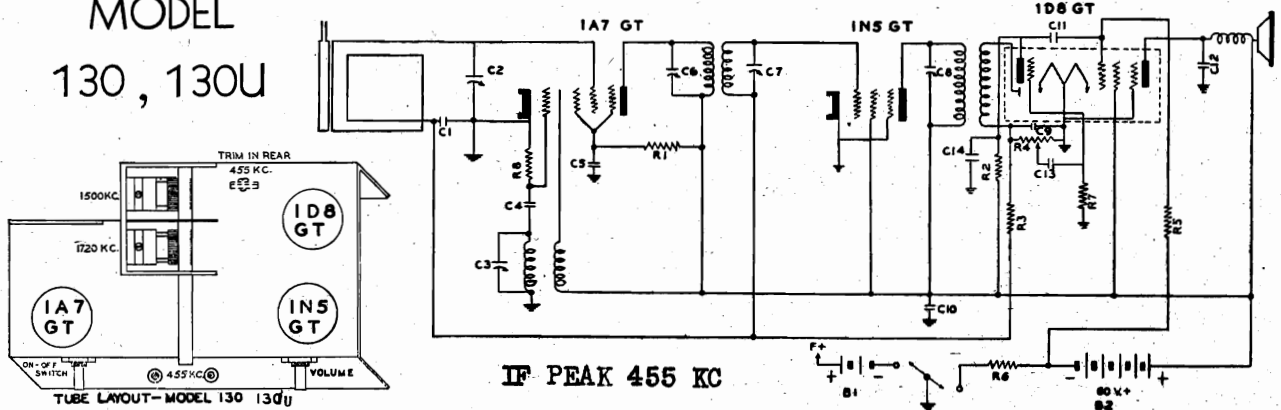 MODEL
130, 130U
TRIM IN REAR
455 KC.
1500KC.
1720 KC.
1D8
GT
1A7
GT
1N5
GT
ON-OFF
SWITCH
455 KC
VOLUME
TUBE LAYOUT-MODEL 130 130U
1A7 GT
1N5 GT
1D8 GT
C11
C2
C6
C7
C8
C12
C1
C9
R4
C5
R1
R8
C14
R2
C13
R7
C4
R3
R5
C3
C10
IF PEAK 455 KC
F+
+
-
B1
R6
-
+
60 V.+
B2